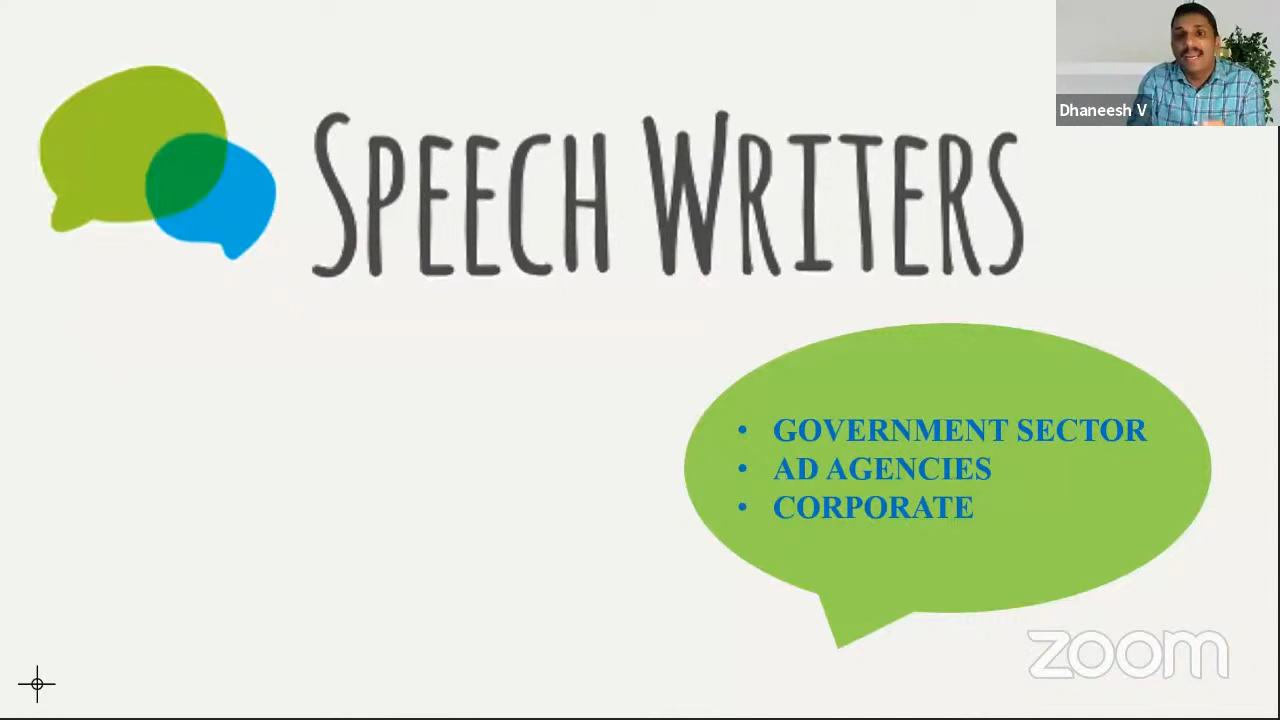 Dhaneesh V
SPEECH WRITERS
• GOVERNMENT SECTOR
• AD AGENCIES
• CORPORATE
zoom